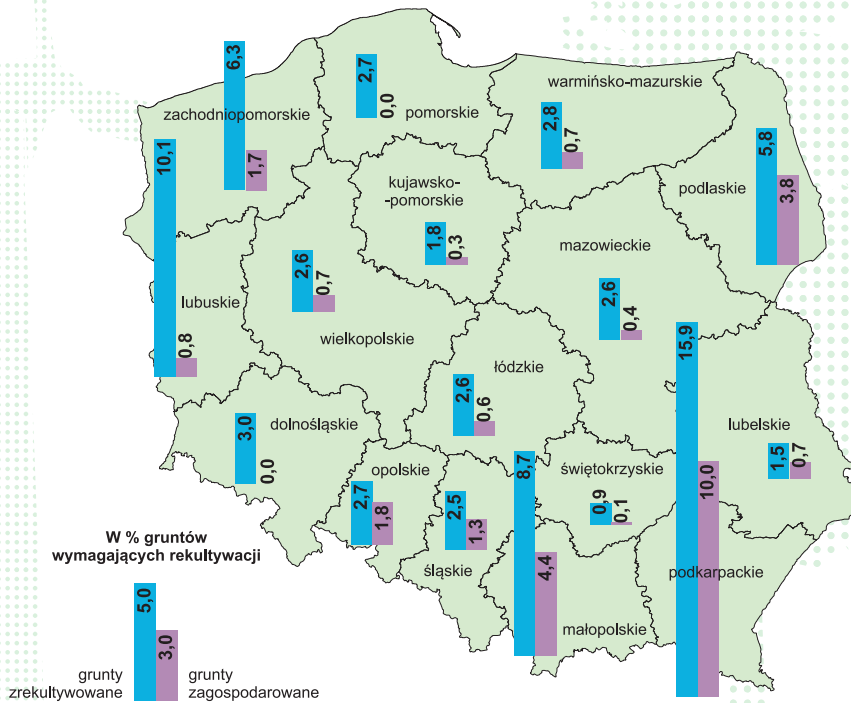 6,3
1,7
zachodniopomorskie
2,7
0,0
pomorskie
warmińsko-mazurskie
2,8
0,7
5,8
3,8
podlaskie
10,1
0,8
lubuskie
kujawsko-
-pomorskie
1,8
0,3
mazowieckie
2,6
0,4
2,6
0,7
wielkopolskie
łódzkie
2,6
0,6
15,9
10,0
podkarpackie
lubelskie
1,5
0,7
3,0
0,0
dolnośląskie
opolskie
2,7
1,8
2,5
1,3
śląskie
8,7
4,4
małopolskie
świętokrzyskie
0,9
0,1
W % gruntów
wymagających rekultywacji
5,0
3,0
grunty
zrekultywowane
grunty
zagospodarowane